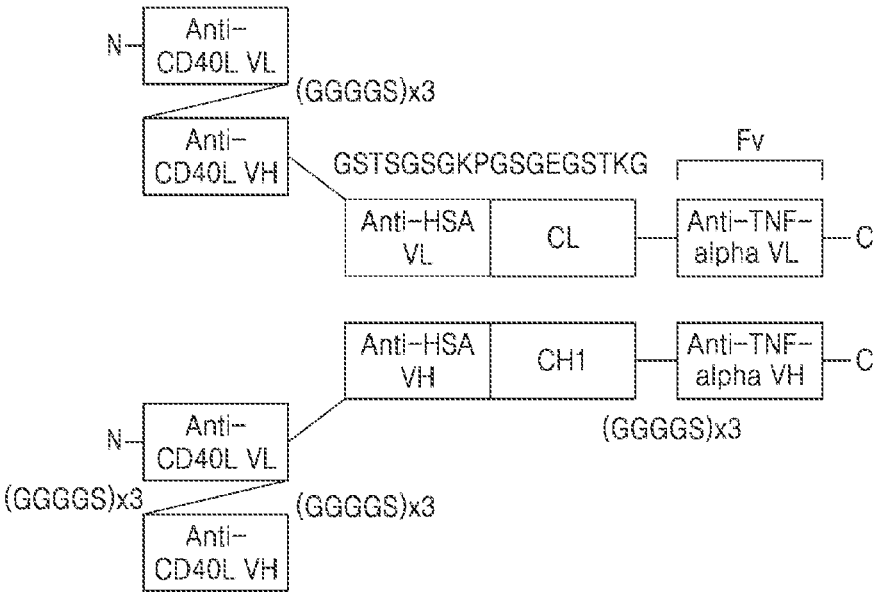 N
Anti-
CD40L VL
(GGGGS)x3
Anti-
CD40L VH
GSTSGSGKPGSGEGSTKG
Fv
Anti-HSA
VL
CL
Anti-TNF-
alpha VL
C
Anti-HSA
VH
CH1
Anti-TNF-
alpha VH
C
(GGGGS)x3
N
Anti-
CD40L VL
(GGGGS)x3
(GGGGS)x3
Anti-
CD40L VH